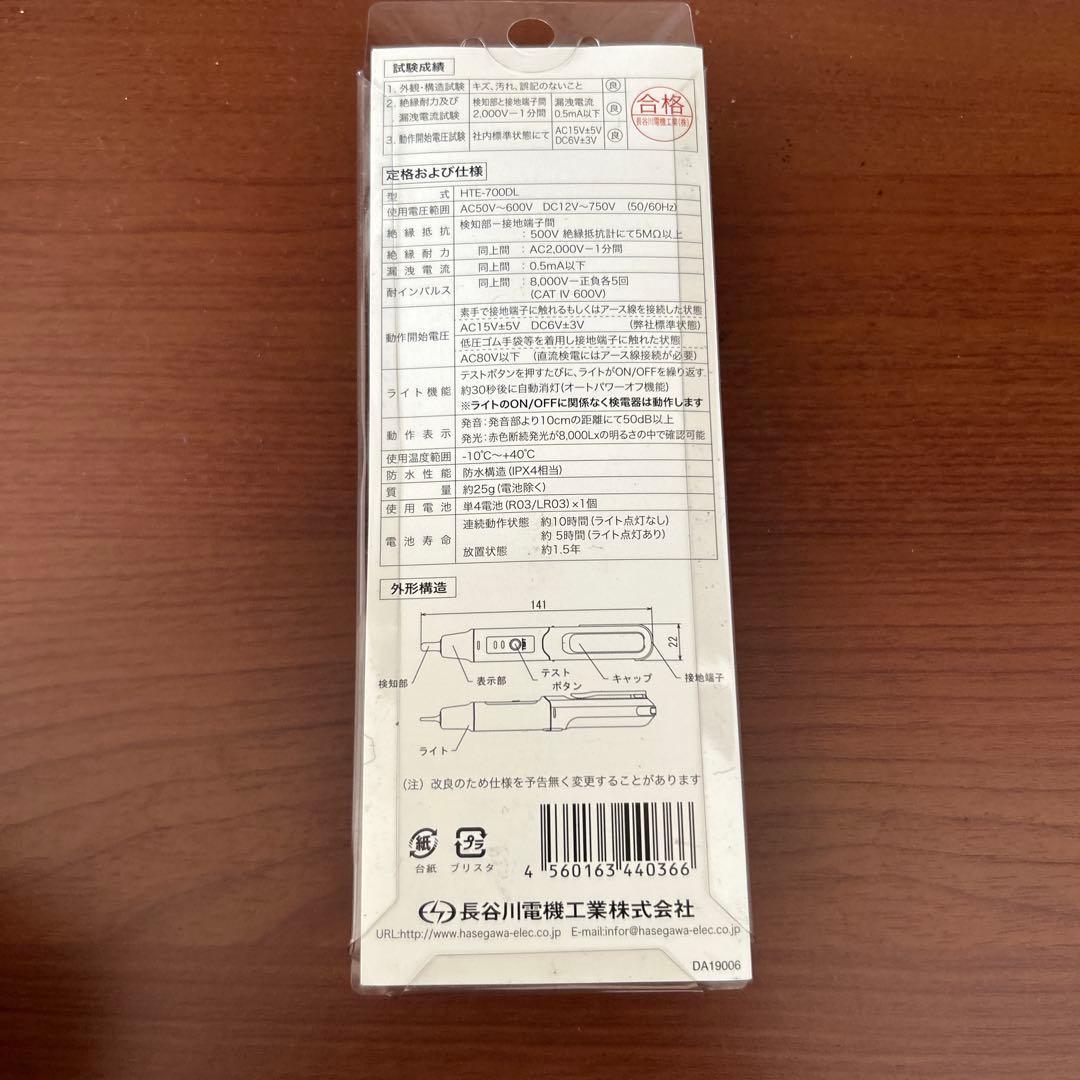 試験成績
1. 外観・構造試験 キズ、汚れ、誤記のないこと 良
2. 絶縁耐力及び 検知部と接地端子間 漏洩電流 良
漏洩電流試験 2,000V－1分間 0.5mA以下
3. 動作開始電圧試験 社内標準状態にて AC15V±5V 良
DC6V±3V
合格
長谷川電機工業(株)
定格および仕様
型式 HTE-700DL
使用電圧範囲 AC50V～600V DC12V～750V (50/60Hz)
絶縁抵抗 検知部－接地端子間
：500V 絶縁抵抗計にて5MΩ以上
絶縁耐力 同上間 ：AC2,000V－1分間
漏洩電流 同上間 ：0.5mA以下
耐インパルス 同上間 ：8,000V－正負各5回
(CAT Ⅳ 600V)
動作開始電圧 素手で接地端子に触れるもしくはアース線を接続した状態
AC15V±5V DC6V±3V (弊社標準状態)
低圧ゴム手袋等を着用し接地端子に触れた状態
AC80V以下 (直流検電にはアース線接続が必要)
ライト機能 テストボタンを押すたびに、ライトがON/OFFを繰り返す
約30秒後に自動消灯(オートパワーオフ機能)
※ライトのON/OFFに関係なく検電器は動作します
動作表示 発音：発音部より10cmの距離にて50dB以上
発光：赤色断続発光が8,000Lxの明るさの中で確認可能
使用温度範囲 -10℃～+40℃
防水性能 防水構造(IPX4相当)
質量 約25g(電池除く)
使用電池 単4電池(R03/LR03)×1個
電池寿命 連続動作状態 約10時間(ライト点灯なし)
約 5時間(ライト点灯あり)
放置状態 約1.5年
外形構造
141
22
検知部 表示部 テストボタン キャップ 接地端子
ライト
(注) 改良のため仕様を予告無く変更することがあります
紙 プラ
台紙 ブリスタ
4 560163 440366
長谷川電機工業株式会社
URL:http://www.hasegawa-elec.co.jp E-mail:infor@hasegawa-elec.co.jp
DA19006